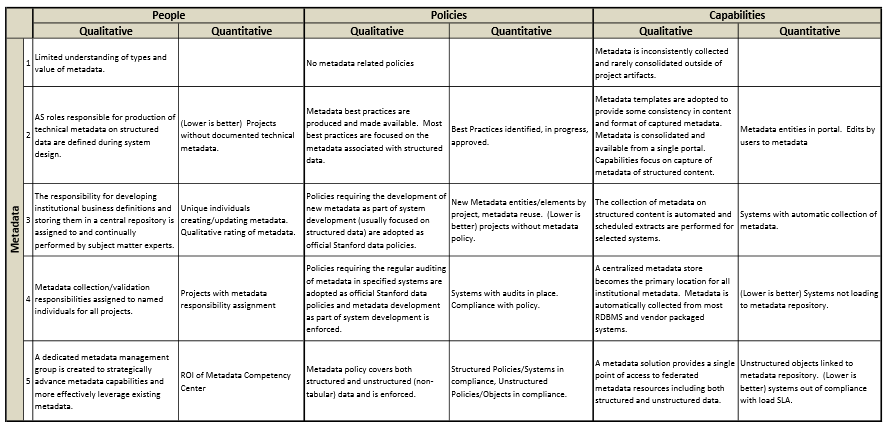 People
Policies
Capabilities
Qualitative
Quantitative
Qualitative
Quantitative
Qualitative
Quantitative
Metadata
1
Limited understanding of types and
value of metadata.
No metadata related policies
Metadata is inconsistently collected
and rarely consolidated outside of
project artifacts.
2
AS roles responsible for production of
technical metadata on structured
data are defined during system
design.
(Lower is better) Projects
without documented technical
metadata.
Metadata best practices are
produced and made available. Most
best practices are focused on the
metadata associated with structured
data.
Best Practices identified, in progress,
approved.
Metadata templates are adopted to
provide some consistency in content
and format of captured metadata.
Metadata is consolidated and
available from a single portal.
Capabilities focus on capture of
metadata of structured content.
Metadata entities in portal. Edits by
users to metadata
3
The responsibility for developing
institutional business definitions and
storing them in a central repository is
assigned to and continually
performed by subject matter experts.
Unique individuals
creating/updating metadata.
Qualitative rating of metadata.
Policies requiring the development of
new metadata as part of system
development (usually focused on
structured data) are adopted as
official Stanford data policies.
New Metadata entities/elements by
project, metadata reuse. (Lower is
better) projects without metadata
policy.
The collection of metadata on
structured content is automated and
scheduled extracts are performed for
selected systems.
Systems with automatic collection of
metadata.
4
Metadata collection/validation
responsibilities assigned to named
individuals for all projects.
Projects with metadata
responsibility assignment
Policies requiring the regular auditing
of metadata in specified systems are
adopted as official Stanford data
policies and metadata development
as part of system development is
enforced.
Systems with audits in place.
Compliance with policy.
A centralized metadata store
becomes the primary location for all
institutional metadata. Metadata is
automatically collected from most
RDBMS and vendor packaged
systems.
(Lower is better) Systems not loading
to metadata repository.
5
A dedicated metadata management
group is created to strategically
advance metadata capabilities and
more effectively leverage existing
metadata.
ROI of Metadata Competency
Center
Metadata policy covers both
structured and unstructured (non-
tabular) data and is enforced.
Structured Policies/Systems in
compliance, Unstructured
Policies/Objects in compliance.
A metadata solution provides a single
point of access to federated
metadata resources including both
structured and unstructured data.
Unstructured objects linked to
metadata repository. (Lower is
better) systems out of compliance
with load SLA.